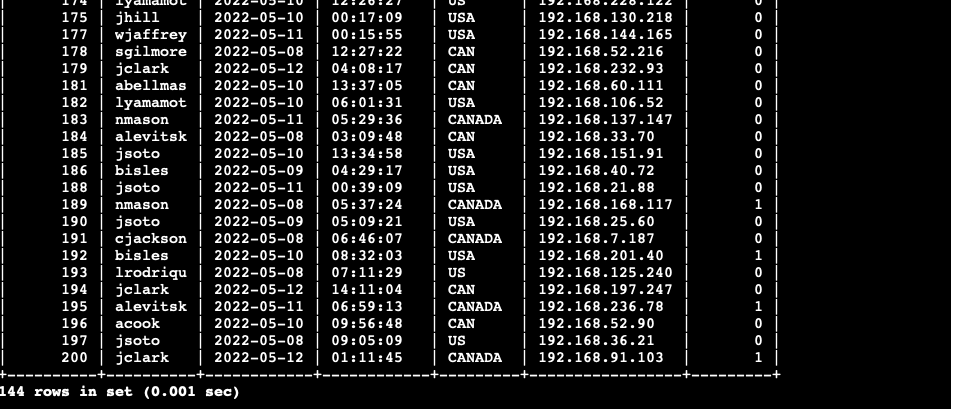 | 174 | lyamamot | 2022-05-10 | 12:26:27 | US | 192.168.228.122 | 0 |
| 175 | jhill | 2022-05-10 | 00:17:09 | USA | 192.168.130.218 | 0 |
| 177 | wjaffrey | 2022-05-11 | 00:15:55 | USA | 192.168.144.165 | 0 |
| 178 | sgilmore | 2022-05-08 | 12:27:22 | CAN | 192.168.52.216 | 0 |
| 179 | jclark | 2022-05-12 | 04:08:17 | CAN | 192.168.232.93 | 0 |
| 181 | abellmas | 2022-05-10 | 13:37:05 | CAN | 192.168.60.111 | 0 |
| 182 | lyamamot | 2022-05-10 | 06:01:31 | USA | 192.168.106.52 | 0 |
| 183 | nmason | 2022-05-11 | 05:29:36 | CANADA | 192.168.137.147 | 0 |
| 184 | alevitsk | 2022-05-08 | 03:09:48 | CAN | 192.168.33.70 | 0 |
| 185 | jsoto | 2022-05-10 | 13:34:58 | USA | 192.168.151.91 | 0 |
| 186 | bisles | 2022-05-09 | 04:29:17 | USA | 192.168.40.72 | 0 |
| 188 | jsoto | 2022-05-11 | 00:39:09 | USA | 192.168.21.88 | 0 |
| 189 | nmason | 2022-05-08 | 05:37:24 | CANADA | 192.168.168.117 | 1 |
| 190 | jsoto | 2022-05-09 | 05:09:21 | USA | 192.168.25.60 | 0 |
| 191 | cjackson | 2022-05-08 | 06:46:07 | CANADA | 192.168.7.187 | 0 |
| 192 | bisles | 2022-05-10 | 08:32:03 | USA | 192.168.201.40 | 1 |
| 193 | lrodriqu | 2022-05-08 | 07:11:29 | US | 192.168.125.240 | 0 |
| 194 | jclark | 2022-05-12 | 14:11:04 | CAN | 192.168.197.247 | 0 |
| 195 | alevitsk | 2022-05-11 | 06:59:13 | CANADA | 192.168.236.78 | 1 |
| 196 | acook | 2022-05-10 | 09:56:48 | CAN | 192.168.52.90 | 0 |
| 197 | jsoto | 2022-05-08 | 09:05:09 | US | 192.168.36.21 | 0 |
| 200 | jclark | 2022-05-12 | 01:11:45 | CANADA | 192.168.91.103 | 1 |
+----------+----------+------------+------------+---------+-----------------+---------+
144 rows in set (0.001 sec)